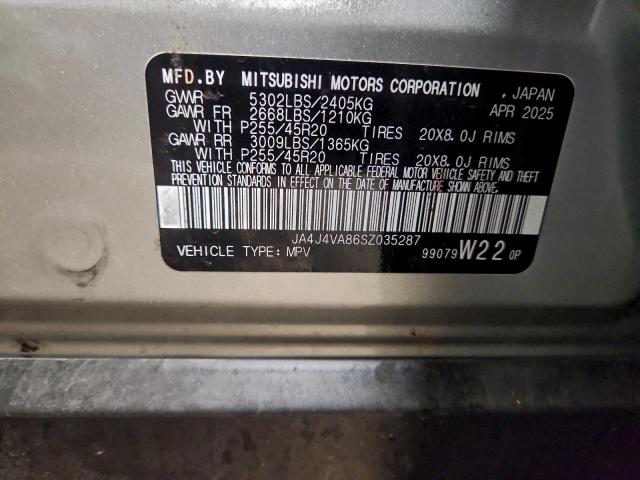 MFD.BY MITSUBISHI MOTORS CORPORATION , JAPAN
GVWR 5302LBS/2405KG APR 2025
GAWR FR 2668LBS/1210KG
WITH P255/45R20 TIRES 20X8.0J RIMS
GAWR RR 3009LBS/1365KG
WITH P255/45R20 TIRES 20X8.0J RIMS
THIS VEHICLE CONFORMS TO ALL APPLICABLE FEDERAL MOTOR VEHICLE SAFETY AND THEFT
PREVENTION STANDARDS IN EFFECT ON THE DATE OF MANUFACTURE SHOWN ABOVE.
JA4J4VA86SZ035287
VEHICLE TYPE: MPV 99079 W22 0P